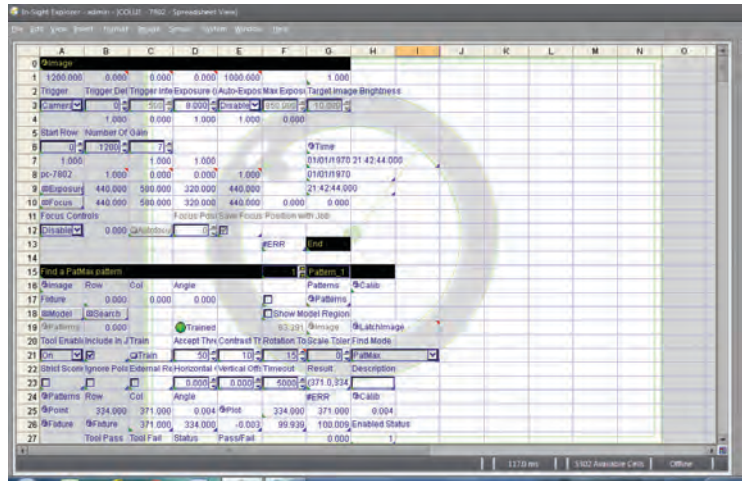 In-Sight Explorer - admin - [ - 7902 - Spreadsheet View]
File Edit View Insert Format Image Sensor System Window Help
A B C D E F G H I J K L M N O
0 Image
1 1200.000 0.000 0.000 0.000 1000.000 1.000
2 Trigger Trigger Del Trigger Inte Exposure ( Auto-Expos Max Exposu Target Image Brightness
3 Camera 0 500 8.000 Disable 950.000 10.000
4 1.000 0.000 1.000 1.000 0.000
5 Start Row Number Of Gain
6 0 1200 7 Time
7 1.000 1.000 1.000 01/01/1970 21:42:44.000
8 pc-7802 1.000 0.000 0.000 1.000 01/01/1970
9 Exposure 440.000 580.000 320.000 440.000 21:42:44.000
10 Focus 440.000 580.000 320.000 440.000 0.000 0.000
11 Focus Controls Focus Posi Save Focus Position with Job
12 Disable 0.000 Autofocu 0
13 #ERR End
14
15 Find a PatMax pattern 1 Pattern_1
16 Image Row Col Angle Patterns Calib
17 Fixture 0.000 0.000 0.000 Patterns
18 Model Search Show Model Region
19 Patterns 0.000 Trained 63.391 Image LatchImage
20 Tool Enable Include in J Train Accept Thre Contrast Th Rotation To Scale Toler Find Mode
21 On Train 50 10 15 0 PatMax
22 Strict Score Ignore Pola External Re Horizontal Vertical Off Timeout Result Description
23 0.000 0.000 5000 (371.0,334
24 Patterns Row Col Angle #ERR Calib
25 Point 334.000 371.000 0.004 Plot 334.000 371.000 0.004
26 Fixture Fixture 371.000 334.000 -0.003 99.939 100.009 Enabled Status
27 Tool Pass Tool Fail Status Pass/Fail 0.000 1
117.0 ms 5902 Available Cells Offline